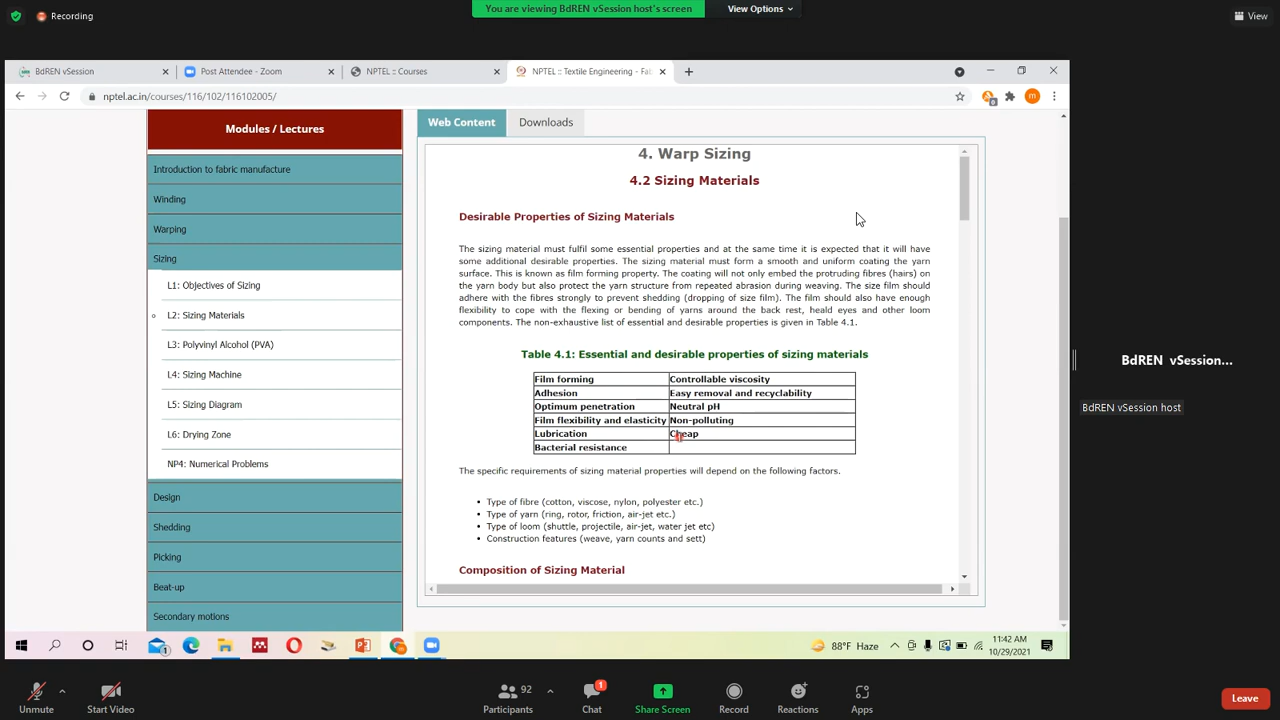 Recording
You are viewing BdREN vSession host's screen
View Options
View
BdREN vSession
Post Attendee - Zoom
NPTEL :: Courses
NPTEL :: Textile Engineering - Fab
nptel.ac.in/courses/116/102/116102005/
m
Modules / Lectures
Introduction to fabric manufacture
Winding
Warping
Sizing
L1: Objectives of Sizing
L2: Sizing Materials
L3: Polyvinyl Alcohol (PVA)
L4: Sizing Machine
L5: Sizing Diagram
L6: Drying Zone
NP4: Numerical Problems
Design
Shedding
Picking
Beat-up
Secondary motions
Web Content
Downloads
4. Warp Sizing
4.2 Sizing Materials
Desirable Properties of Sizing Materials
The sizing material must fulfil some essential properties and at the same time it is expected that it will have
some additional desirable properties. The sizing material must form a smooth and uniform coating the yarn
surface. This is known as film forming property. The coating will not only embed the protruding fibres (hairs) on
the yarn body but also protect the yarn structure from repeated abrasion during weaving. The size film should
adhere with the fibres strongly to prevent shedding (dropping of size film). The film should also have enough
flexibility to cope with the flexing or bending of yarns around the back rest, heald eyes and other loom
components. The non-exhaustive list of essential and desirable properties is given in Table 4.1.
Table 4.1: Essential and desirable properties of sizing materials
Film forming Controllable viscosity
Adhesion Easy removal and recyclability
Optimum penetration Neutral pH
Film flexibility and elasticity Non-polluting
Lubrication Cheap
Bacterial resistance
The specific requirements of sizing material properties will depend on the following factors.
• Type of fibre (cotton, viscose, nylon, polyester etc.)
• Type of yarn (ring, rotor, friction, air-jet etc.)
• Type of loom (shuttle, projectile, air-jet, water jet etc)
• Construction features (weave, yarn counts and sett)
Composition of Sizing Material
BdREN vSession...
BdREN vSession host
88°F Haze
11:42 AM
10/29/2021
Unmute
Start Video
92
Participants
1
Chat
Share Screen
Record
Reactions
Apps
Leave